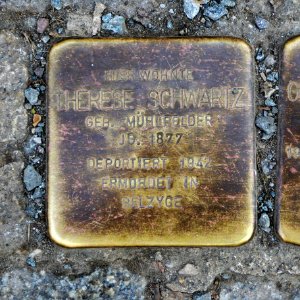 HIER WOHNTE
THERESE SCHWARTZ
GEB. MÜHLFELDER
JG. 1877
DEPORTIERT 1942
ERMORDET IN
BELZYCE